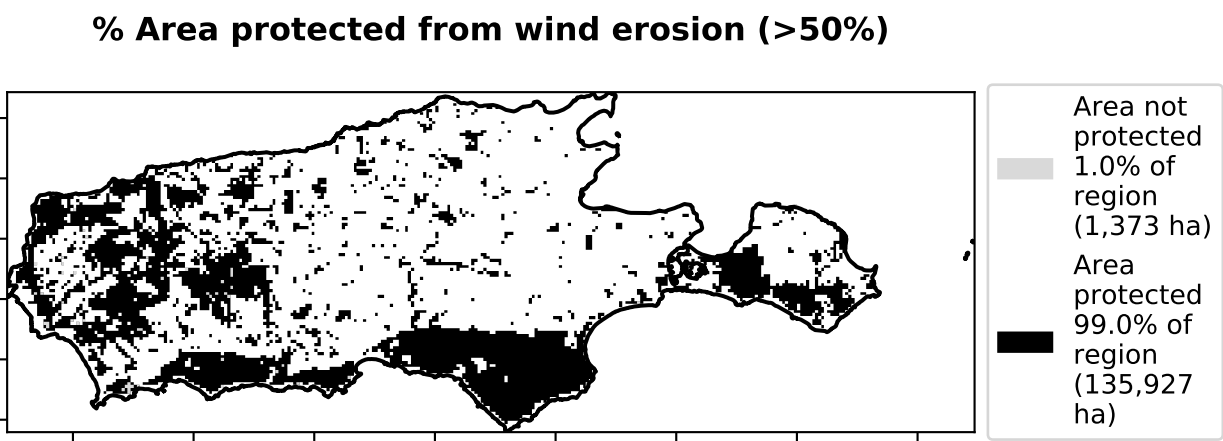 % Area protected from wind erosion (>50%)
Area not
protected
1.0% of
region
(1,373 ha)
Area
protected
99.0% of
region
(135,927
ha)